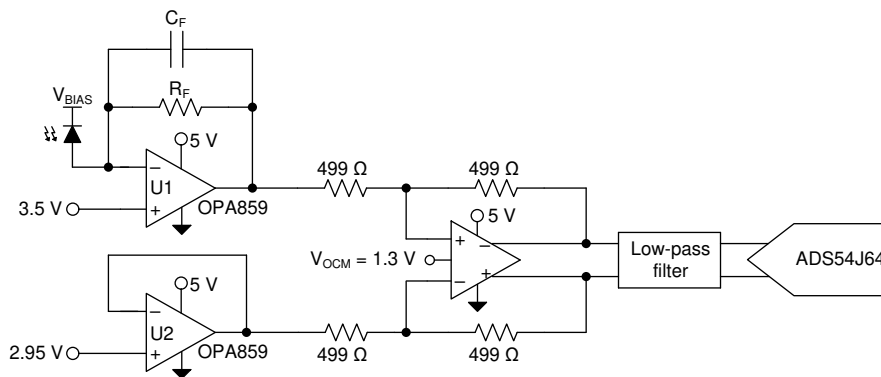 C_F
V_BIAS
R_F
5 V
−
U1
+
3.5 V
OPA859
499 Ω
499 Ω
5 V
+
−
V_OCM = 1.3 V
−
+
Low-pass
filter
ADS54J64
5 V
−
U2
+
2.95 V
OPA859
499 Ω
499 Ω